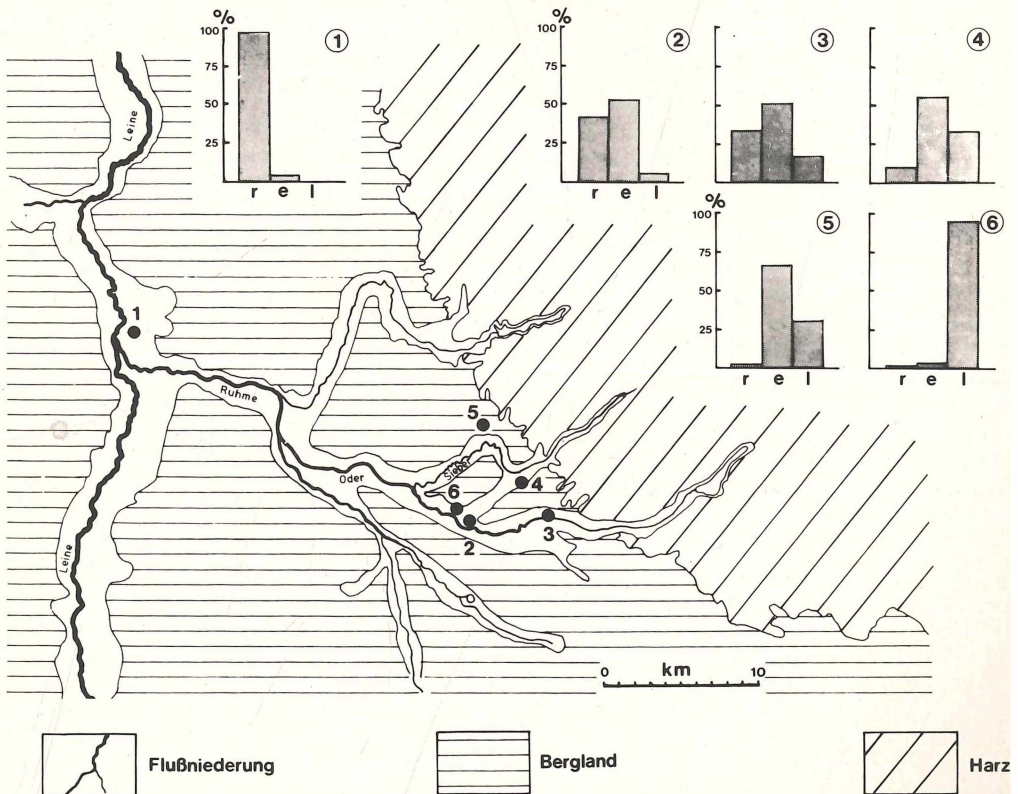 %
100
75
50
25
r e l
①
%
100
75
50
25
r e l
②
r e l
③
r e l
④
%
100
75
50
25
r e l
⑤
r e l
⑥
Leine
1
Ruhme
5
Sieber
Oder
4
6
2
3
Leine
0 km 10
Flußniederung
Bergland
Harz